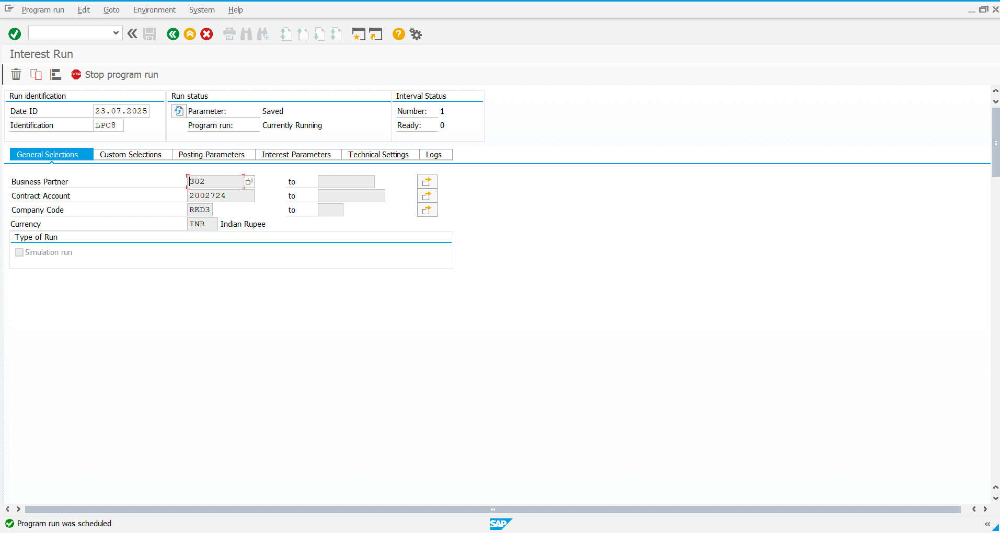 Program run Edit Goto Environment System Help
Interest Run
STOP Stop program run
Run identification Run status Interval Status
Date ID 23.07.2025 Parameter: Saved Number: 1
Identification LPC8 Program run: Currently Running Ready: 0
General Selections Custom Selections Posting Parameters Interest Parameters Technical Settings Logs
Business Partner 302 to
Contract Account 2002724 to
Company Code RKD3 to
Currency INR Indian Rupee
Type of Run
Simulation run
Program run was scheduled SAP